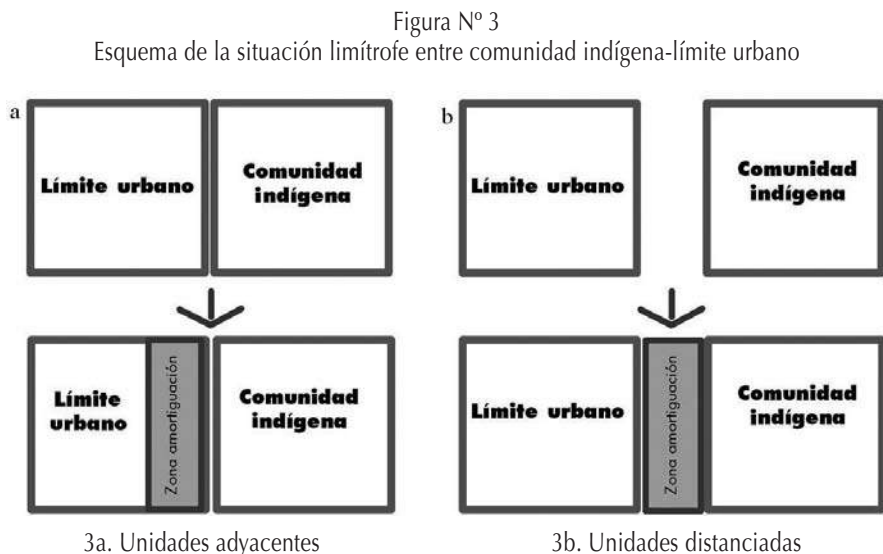 Figura Nº 3
Esquema de la situación limítrofe entre comunidad indígena-límite urbano
a
Límite urbano
Comunidad
indígena
b
Límite urbano
Comunidad
indígena
Límite
urbano
Zona amortiguación
Comunidad
indígena
Límite urbano
Zona amortiguación
Comunidad
indígena
3a. Unidades adyacentes
3b. Unidades distanciadas